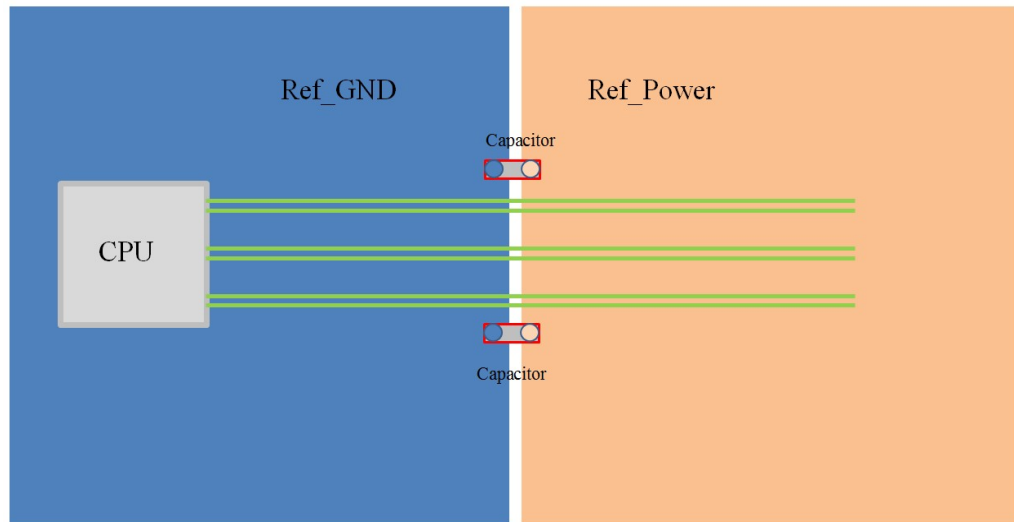 Ref_GND
Ref_Power
Capacitor
CPU
Capacitor